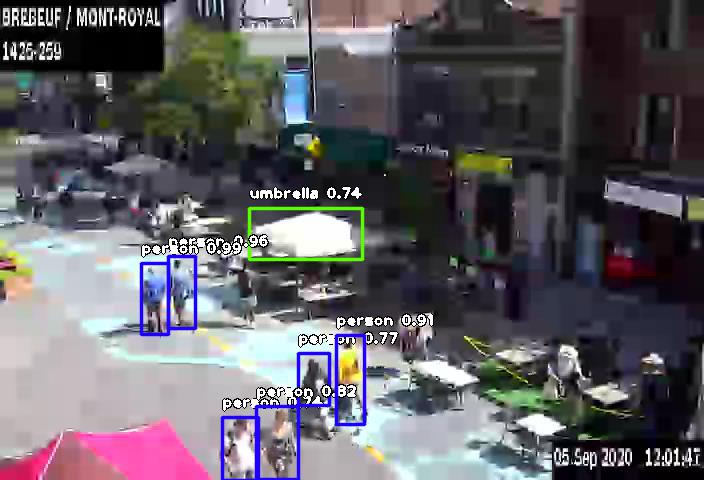 BREBEUF / MONT-ROYAL
1425-259
umbrella 0.74
person 0.96
person 0.99
person 0.91
person 0.77
person 0.82
05 Sep 2020 12:01:47